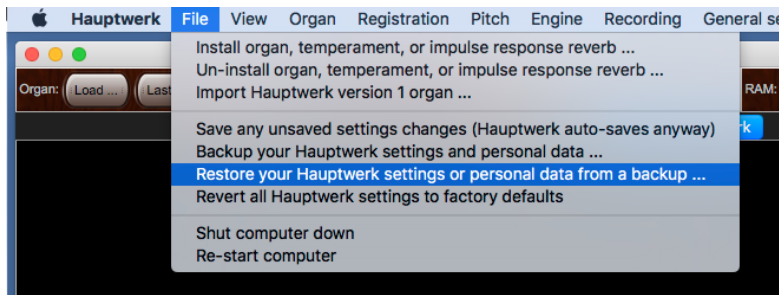 Hauptwerk File View Organ Registration Pitch Engine Recording General se
Install organ, temperament, or impulse response reverb ...
Un-install organ, temperament, or impulse response reverb ...
Import Hauptwerk version 1 organ ...
Organ: Load ... Last RAM:
Save any unsaved settings changes (Hauptwerk auto-saves anyway)
Backup your Hauptwerk settings and personal data ...
Restore your Hauptwerk settings or personal data from a backup ...
Revert all Hauptwerk settings to factory defaults
Shut computer down
Re-start computer